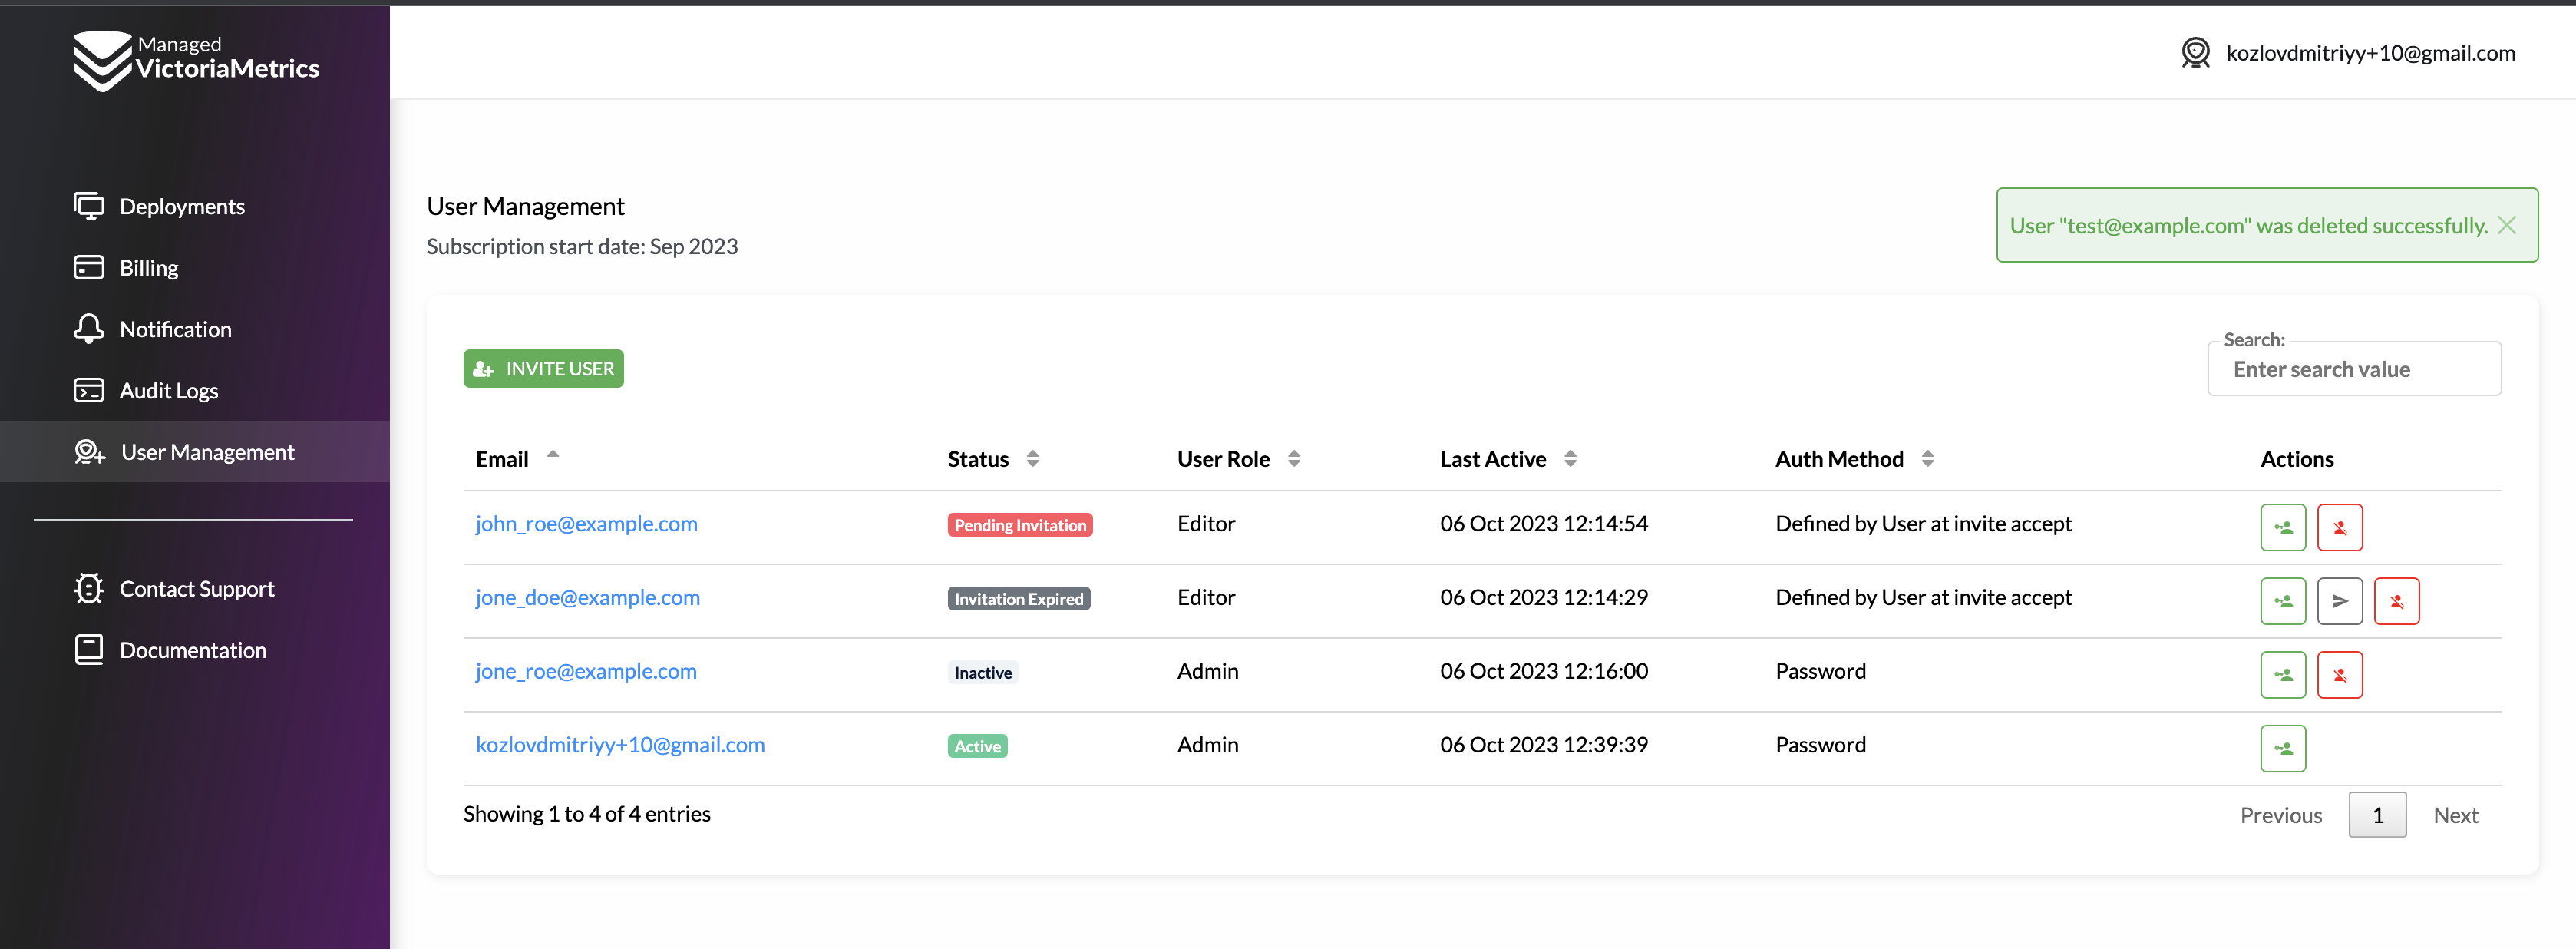 Managed
VictoriaMetrics
kozlovdmitriyy+10@gmail.com
Deployments
Billing
Notification
Audit Logs
User Management
Contact Support
Documentation
User Management
Subscription start date: Sep 2023
User "test@example.com" was deleted successfully.
INVITE USER
Search:
Enter search value
Email Status User Role Last Active Auth Method Actions
john_roe@example.com Pending Invitation Editor 06 Oct 2023 12:14:54 Defined by User at invite accept
jone_doe@example.com Invitation Expired Editor 06 Oct 2023 12:14:29 Defined by User at invite accept
jone_roe@example.com Inactive Admin 06 Oct 2023 12:16:00 Password
kozlovdmitriyy+10@gmail.com Active Admin 06 Oct 2023 12:39:39 Password
Showing 1 to 4 of 4 entries
Previous 1 Next